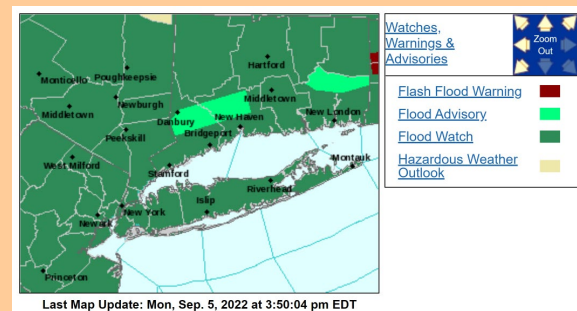 Watches,
Warnings &
Advisories
Zoom
Out
Flash Flood Warning
Flood Advisory
Flood Watch
Hazardous Weather
Outlook
Hartford
Monticello
Poughkeepsie
Middletown
Newburgh
Middletown
Danbury
New Haven
New London
Peekskill
Bridgeport
West Milford
Stamford
Montauk
Riverhead
Islip
New York
Newark
Princeton
Last Map Update: Mon, Sep. 5, 2022 at 3:50:04 pm EDT